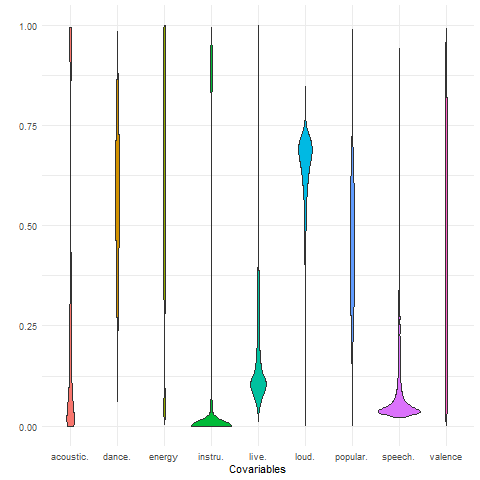 1.00
0.75
0.50
0.25
0.00
acoustic. dance. energy instru. live. loud. popular. speech. valence
Covariables